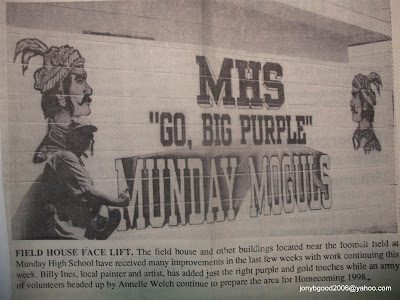 MHS
"GO, BIG PURPLE"
MUNDAY MOGULS
FIELD HOUSE FACE LIFT. The field house and other buildings located near the football field at
Munday High School have received many improvements in the last few weeks with work continuing this
week. Billy Ines, local painter and artist, has added just the right purple and gold touches while an army
of volunteers headed up by Annelle Welch continue to prepare the area for Homecoming 1998.
jonybgood2006@yahoo